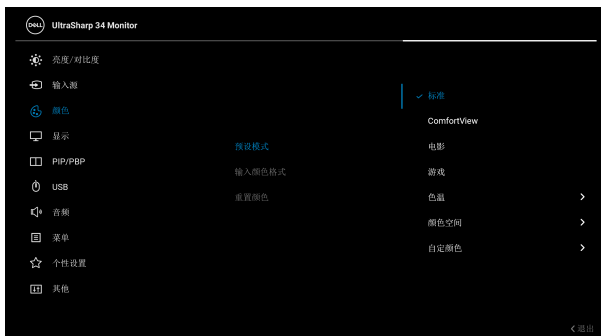 DELL UltraSharp 34 Monitor
亮度/对比度
输入源
颜色
显示
PIP/PBP
USB
音频
菜单
个性设置
其他
预设模式
输入颜色格式
重置颜色
标准
ComfortView
电影
游戏
色温
颜色空间
自定颜色
退出